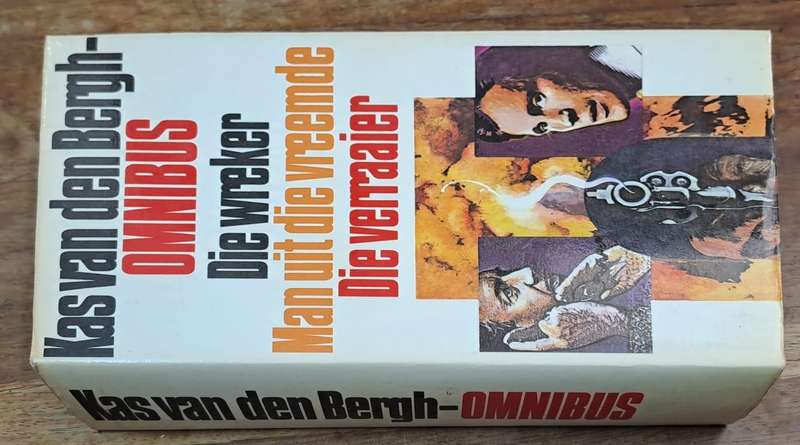 Kas van den Bergh-
OMNIBUS
Die wreker
Man uit die vreemde
Die verraaier
Kas van den Bergh-OMNIBUS